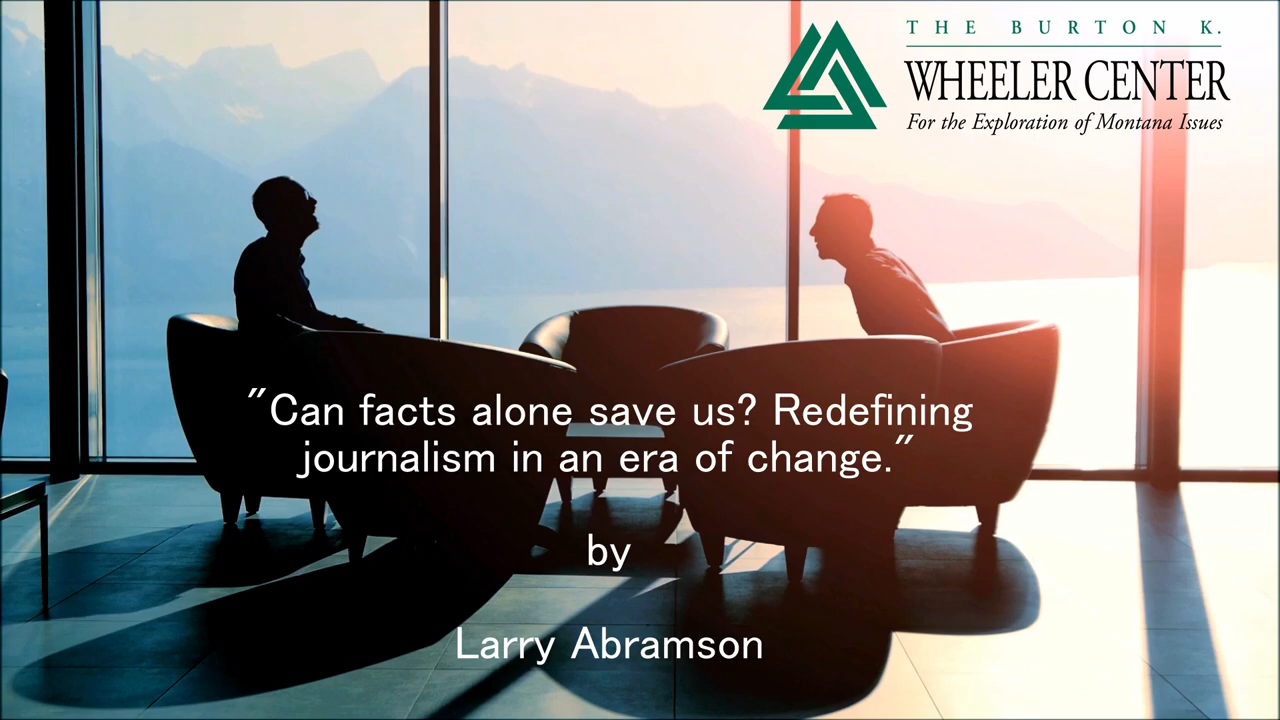 THE BURTON K.
WHEELER CENTER
For the Exploration of Montana Issues
"Can facts alone save us? Redefining
journalism in an era of change."
by
Larry Abramson